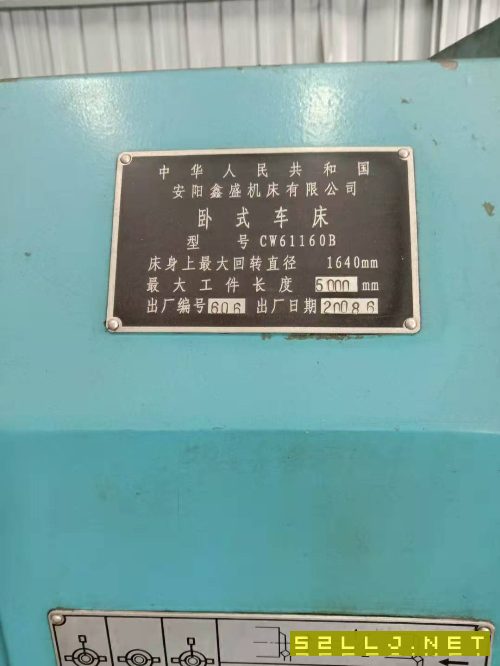 中华人民共和国
安阳鑫盛机床有限公司
卧式车床
型 号 CW61160B
床身上最大回转直径 1640mm
最大工件长度 5000 mm
出厂编号 606 出厂日期 2008.6
52LLJ.NET